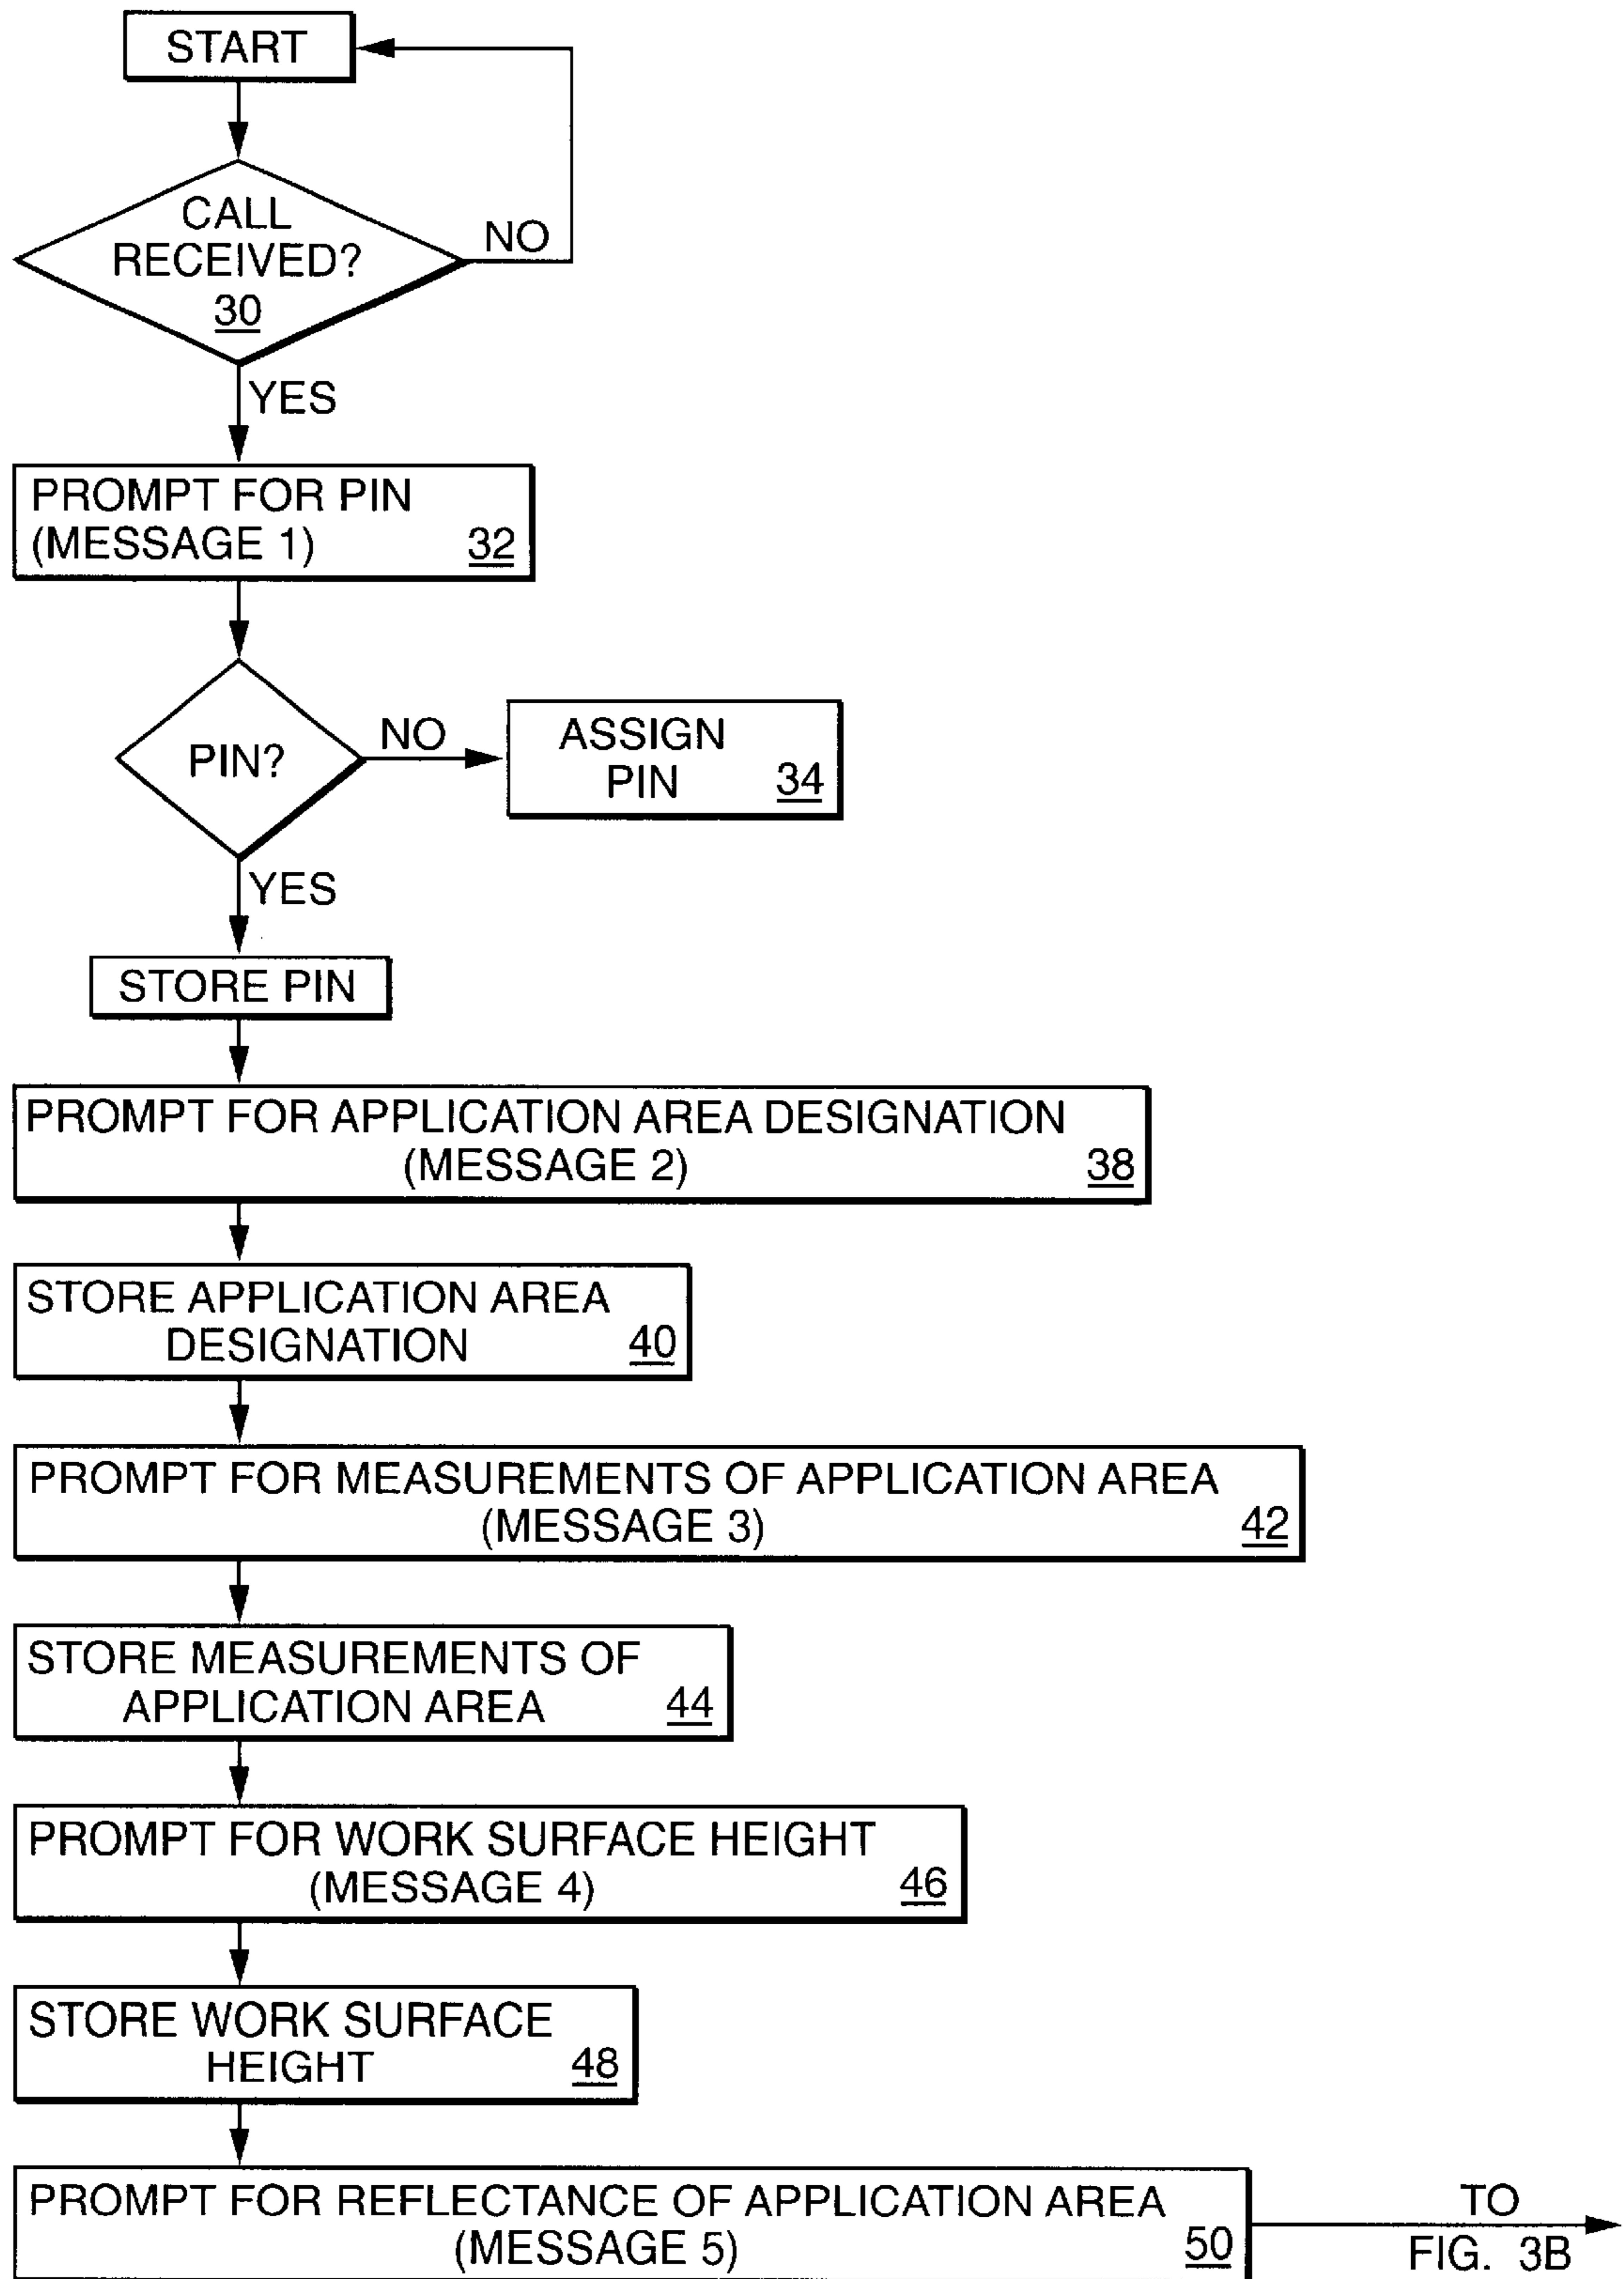 START
CALL
RECEIVED?
30
NO
YES
PROMPT FOR PIN
(MESSAGE 1) 32
PIN?
NO
ASSIGN
PIN 34
YES
STORE PIN
PROMPT FOR APPLICATION AREA DESIGNATION
(MESSAGE 2) 38
STORE APPLICATION AREA
DESIGNATION 40
PROMPT FOR MEASUREMENTS OF APPLICATION AREA
(MESSAGE 3) 42
STORE MEASUREMENTS OF
APPLICATION AREA 44
PROMPT FOR WORK SURFACE HEIGHT
(MESSAGE 4) 46
STORE WORK SURFACE
HEIGHT 48
PROMPT FOR REFLECTANCE OF APPLICATION AREA
(MESSAGE 5) 50
TO
FIG. 3B